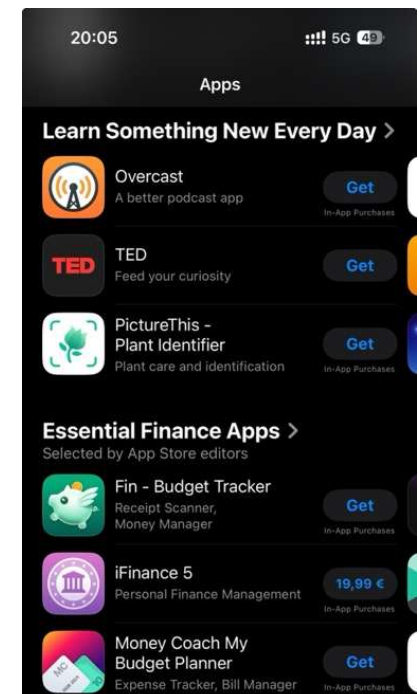 20:05
5G 49
Apps
Learn Something New Every Day >
Overcast
A better podcast app
Get
In-App Purchases
TED
TED
Feed your curiosity
Get
PictureThis -
Plant Identifier
Plant care and identification
Get
In-App Purchases
Essential Finance Apps >
Selected by App Store editors
Fin - Budget Tracker
Receipt Scanner,
Money Manager
Get
In-App Purchases
iFinance 5
Personal Finance Management
19,99 €
In-App Purchases
MC
Money Coach My
Budget Planner
Expense Tracker, Bill Manager
Get
In-App Purchases